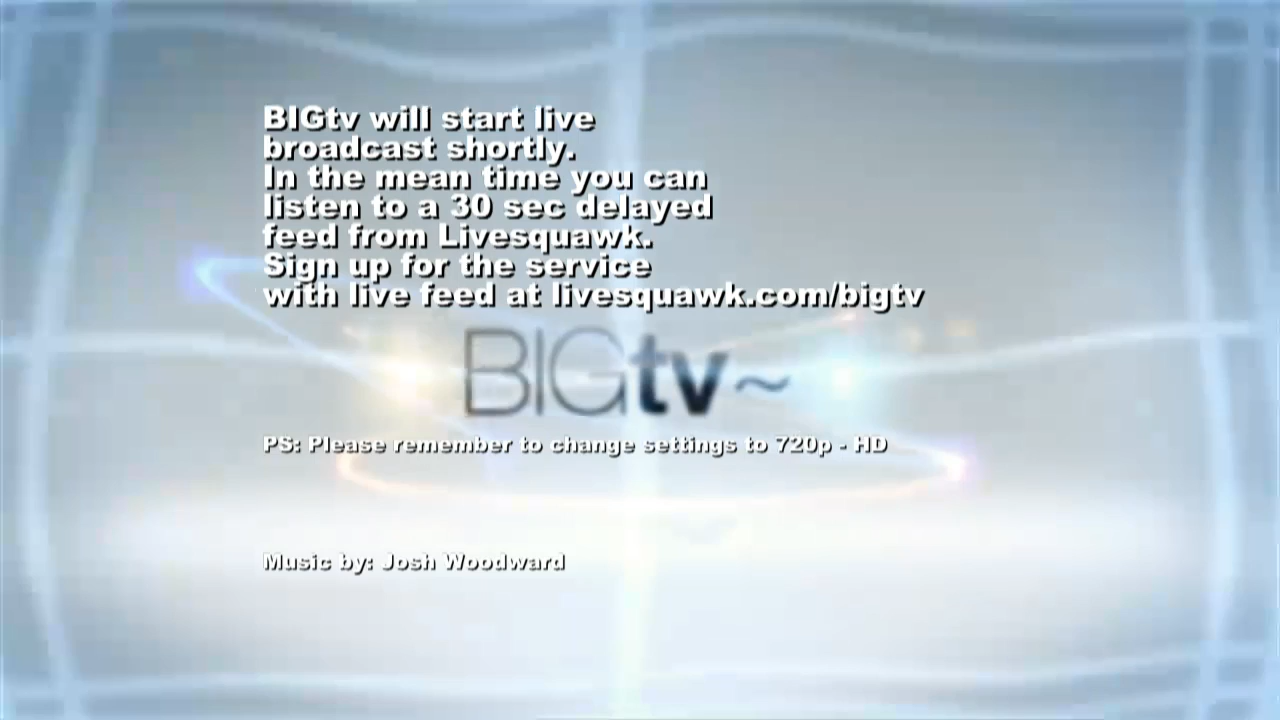 BIGtv will start live
broadcast shortly.
In the mean time you can
listen to a 30 sec delayed
feed from Livesquawk.
Sign up for the service
with live feed at livesquawk.com/bigtv
BIGtv~
PS: Please remember to change settings to 720p - HD
Music by: Josh Woodward